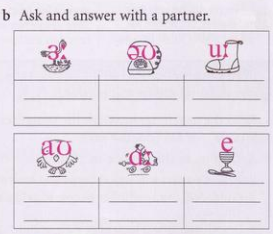 b Ask and answer with a partner.
ɜː əʊ uː
aʊ ɑː e